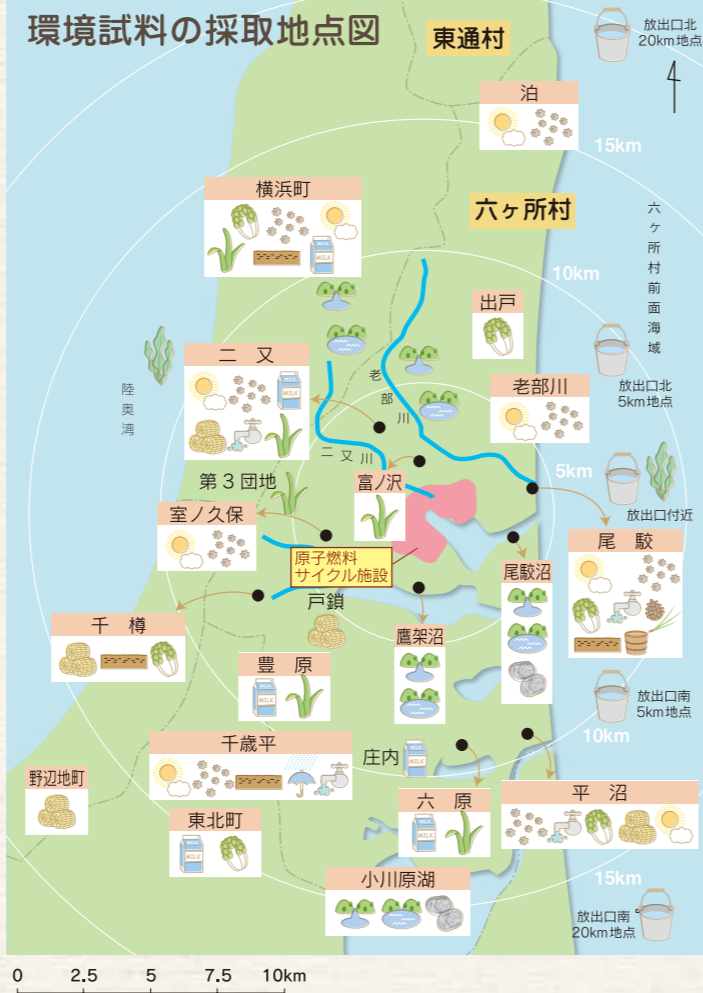 環境試料の採取地点図
東通村
放出口北
20km地点
泊
15km
横浜町
MILK
六ヶ所村
六ヶ所村前面海域
10km
出戸
二 又
MILK
陸奥湾
老部川
老部川
放出口北
5km地点
二又川
5km
第3団地
富ノ沢
放出口付近
室ノ久保
尾 駮
原子燃料
サイクル施設
尾駮沼
戸鎖
千 樽
鷹架沼
豊 原
MILK
放出口南
5km地点
10km
千歳平
庄内
MILK
野辺地町
六 原
MILK
平 沼
東北町
MILK
小川原湖
15km
放出口南
20km地点
0 2.5 5 7.5 10km